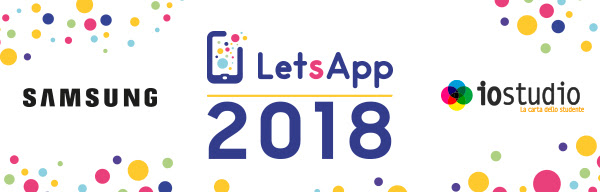 SAMSUNG
LetsApp
2018
iostudio
La carta dello studente